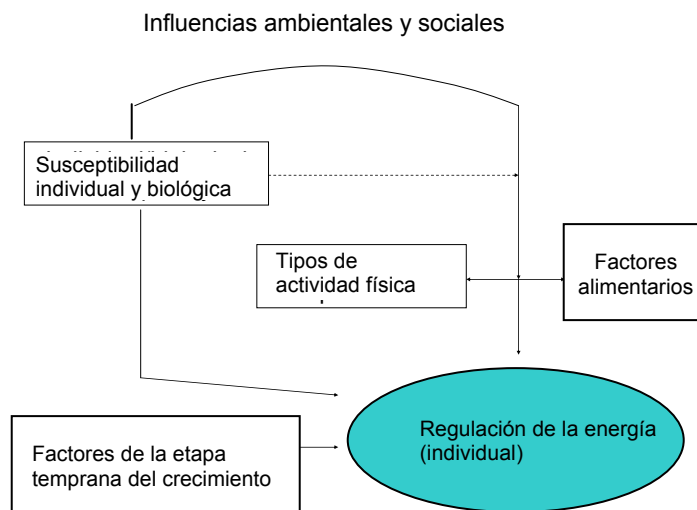 Influencias ambientales y sociales
Susceptibilidad
individual y biológica
Tipos de
actividad física
Factores
alimentarios
Regulación de la energía
(individual)
Factores de la etapa
temprana del crecimiento